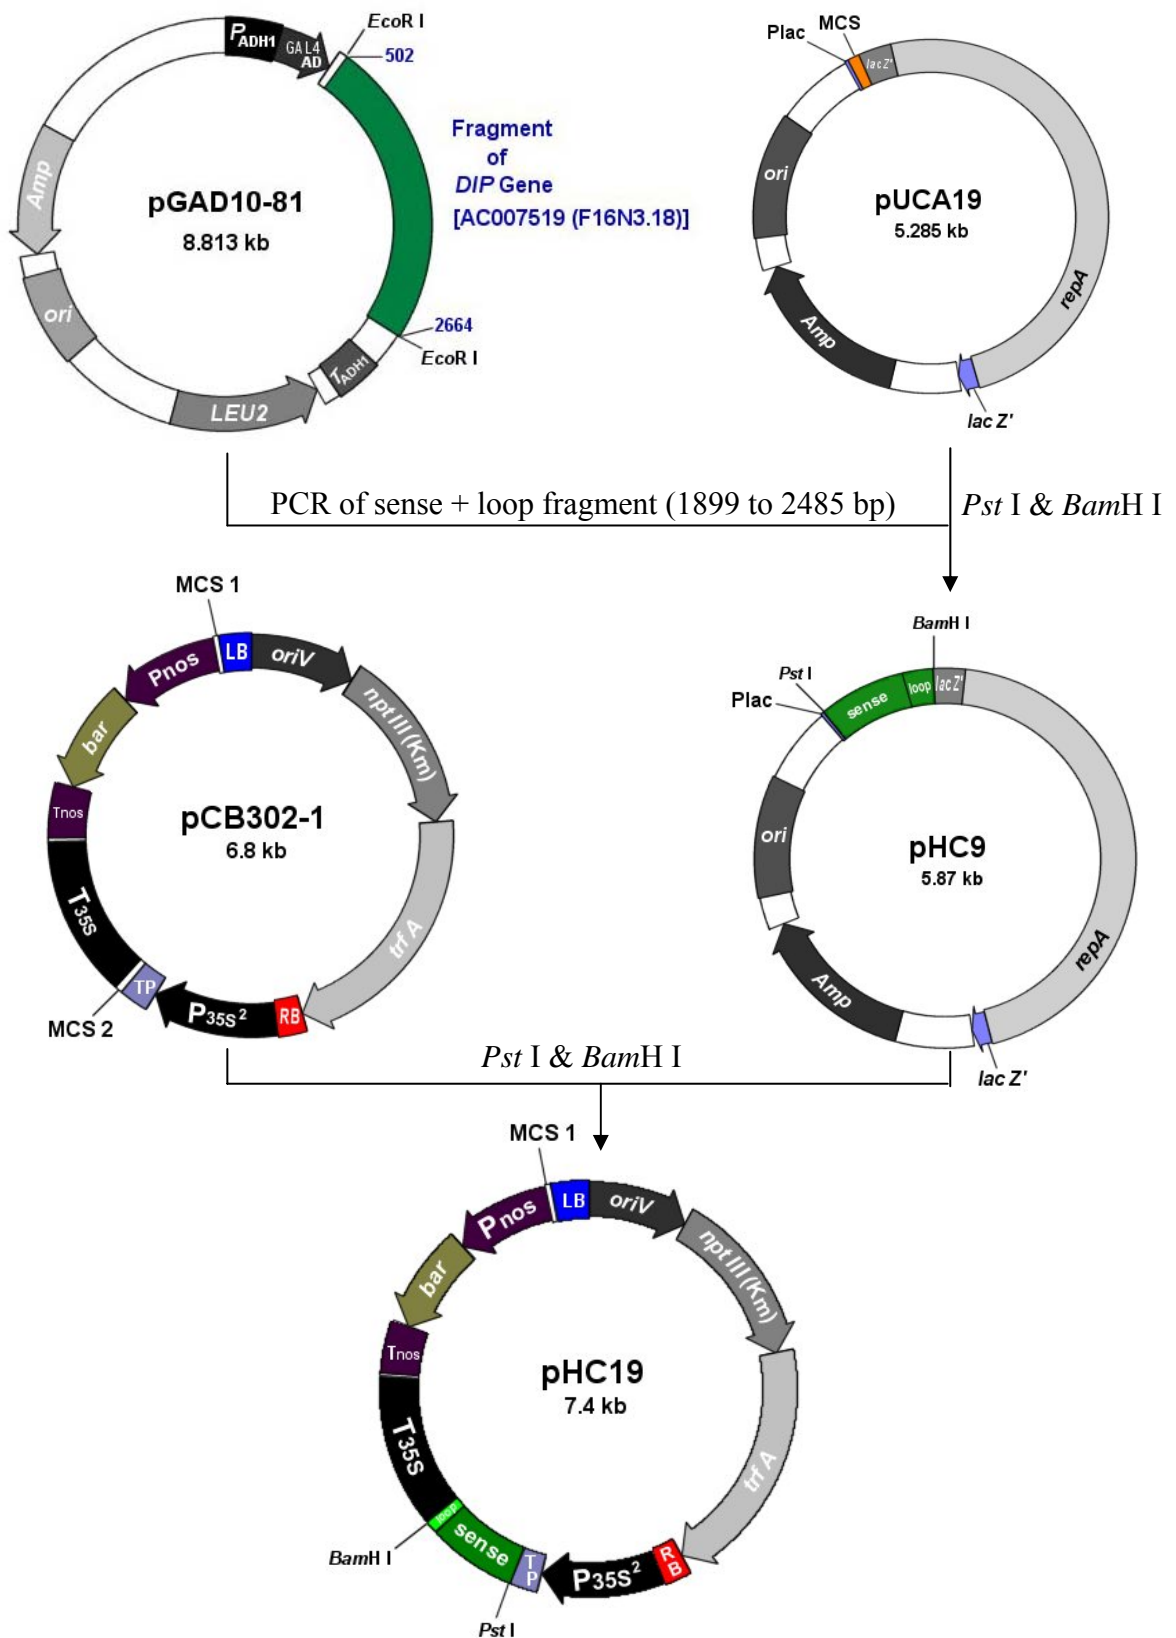 EcoR I
PADH1
GAL4
AD
502
Fragment
of
DIP Gene
[AC007519 (F16N3.18)]
Amp
pGAD10-81
8.813 kb
ori
2664
EcoR I
TADH1
LEU2
MCS
Plac
lac Z'
ori
pUCA19
5.285 kb
repA
Amp
lac Z'
PCR of sense + loop fragment (1899 to 2485 bp)
Pst I & BamH I
MCS 1
LB
oriV
Pnos
nptIII(Km)
bar
Tnos
pCB302-1
6.8 kb
T35S
trf A
TP
P35S2
RB
MCS 2
BamH I
Pst I
Plac
sense
loop
lac Z'
ori
pHC9
5.87 kb
repA
Amp
lac Z'
Pst I & BamH I
MCS 1
LB
oriV
Pnos
nptIII(Km)
bar
Tnos
pHC19
7.4 kb
T35S
trf A
loop
sense
BamH I
TP
P35S2
RB
Pst I